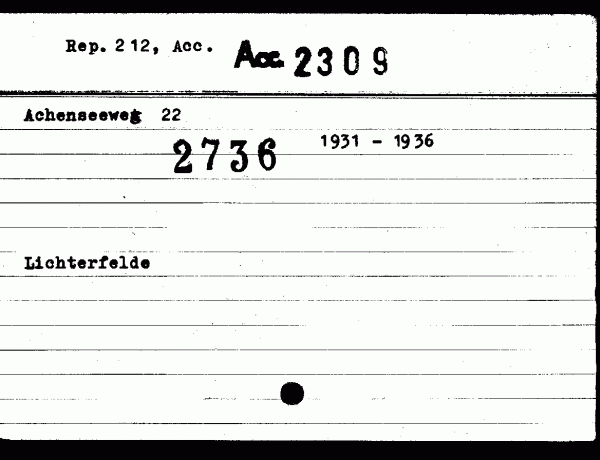 Rep. 212, Acc. Acc. 2309
Achenseeweg 22
2736 1931 - 1936
Lichterfelde